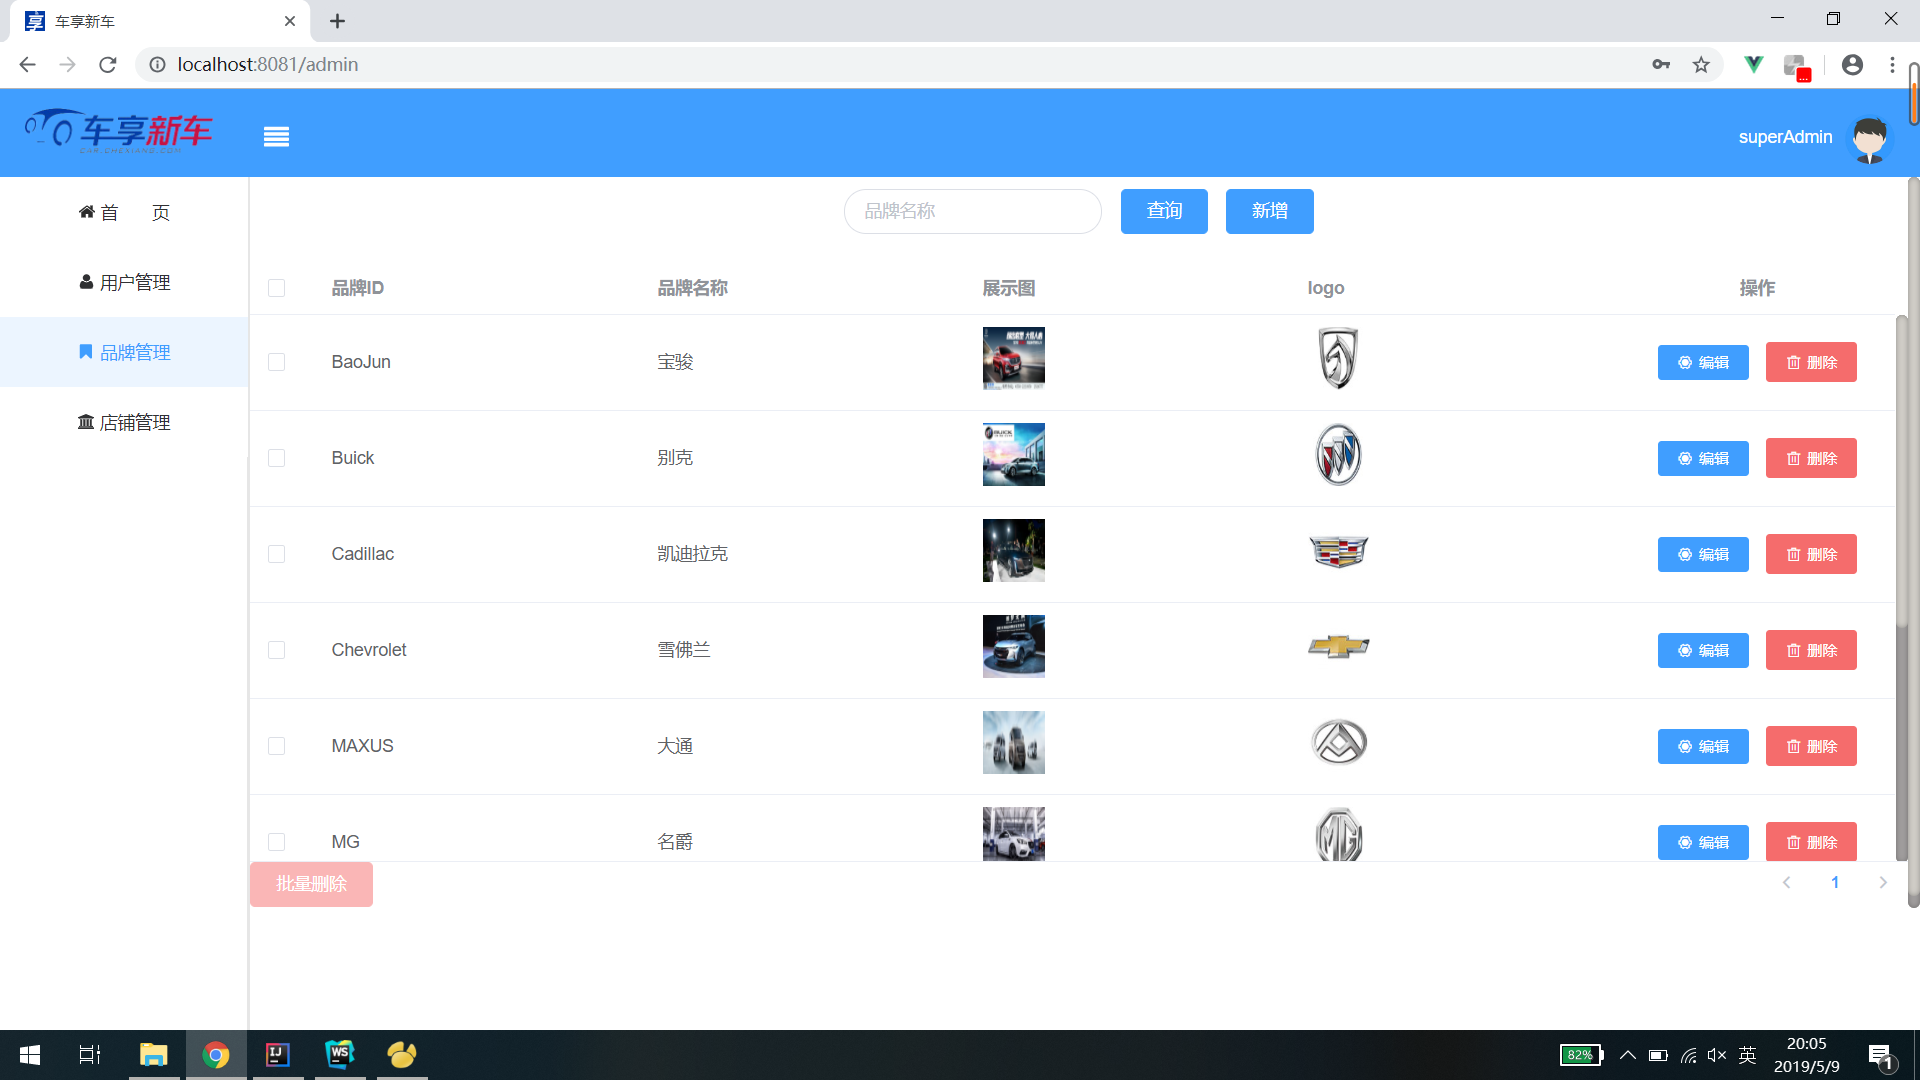 车享新车
localhost:8081/admin
车享新车
CAR.CHEXIANG.COM
superAdmin
首 页
用户管理
品牌管理
店铺管理
品牌名称
查询
新增
品牌ID 品牌名称 展示图 logo 操作
BaoJun 宝骏 编辑 删除
Buick 别克 编辑 删除
Cadillac 凯迪拉克 编辑 删除
Chevrolet 雪佛兰 编辑 删除
MAXUS 大通 编辑 删除
MG 名爵 MG 编辑 删除
批量删除
1
82%
英
20:05
2019/5/9
1